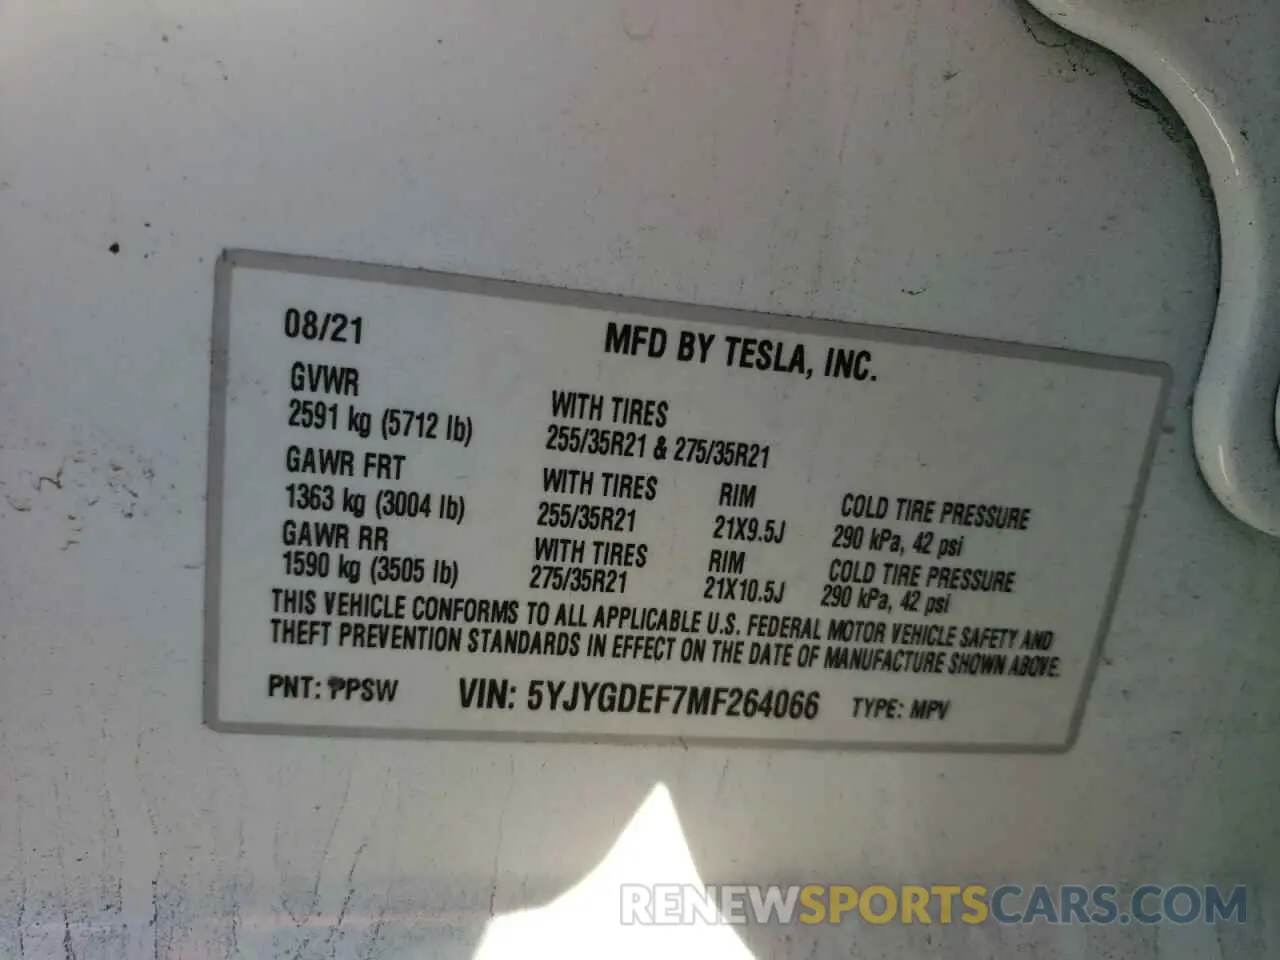 08/21
MFD BY TESLA, INC.
GVWR
2591 kg (5712 lb)
WITH TIRES
255/35R21 & 275/35R21
GAWR FRT
1363 kg (3004 lb)
WITH TIRES
255/35R21
RIM
21X9.5J
COLD TIRE PRESSURE
290 kPa, 42 psi
GAWR RR
1590 kg (3505 lb)
WITH TIRES
275/35R21
RIM
21X10.5J
COLD TIRE PRESSURE
290 kPa, 42 psi
THIS VEHICLE CONFORMS TO ALL APPLICABLE U.S. FEDERAL MOTOR VEHICLE SAFETY AND
THEFT PREVENTION STANDARDS IN EFFECT ON THE DATE OF MANUFACTURE SHOWN ABOVE.
PNT: PPSW VIN: 5YJYGDEF7MF264066 TYPE: MPV
RENEWSPORTSCARS.COM